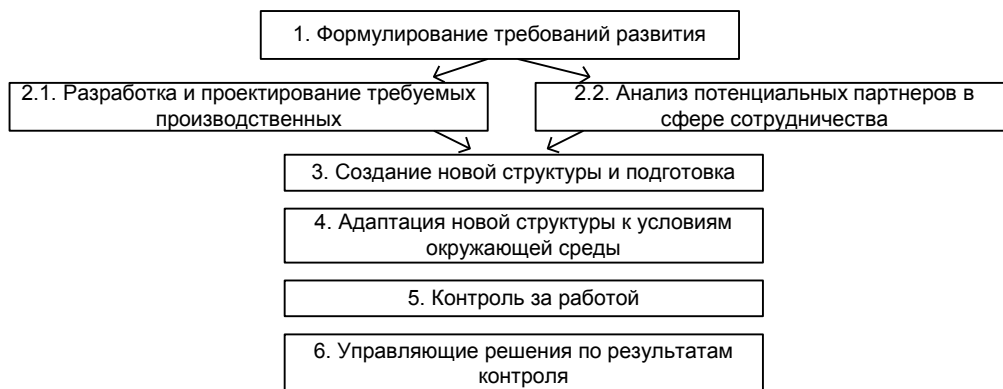 1. Формулирование требований развития
2.1. Разработка и проектирование требуемых
производственных
2.2. Анализ потенциальных партнеров в
сфере сотрудничества
3. Создание новой структуры и подготовка
4. Адаптация новой структуры к условиям
окружающей среды
5. Контроль за работой
6. Управляющие решения по результатам
контроля